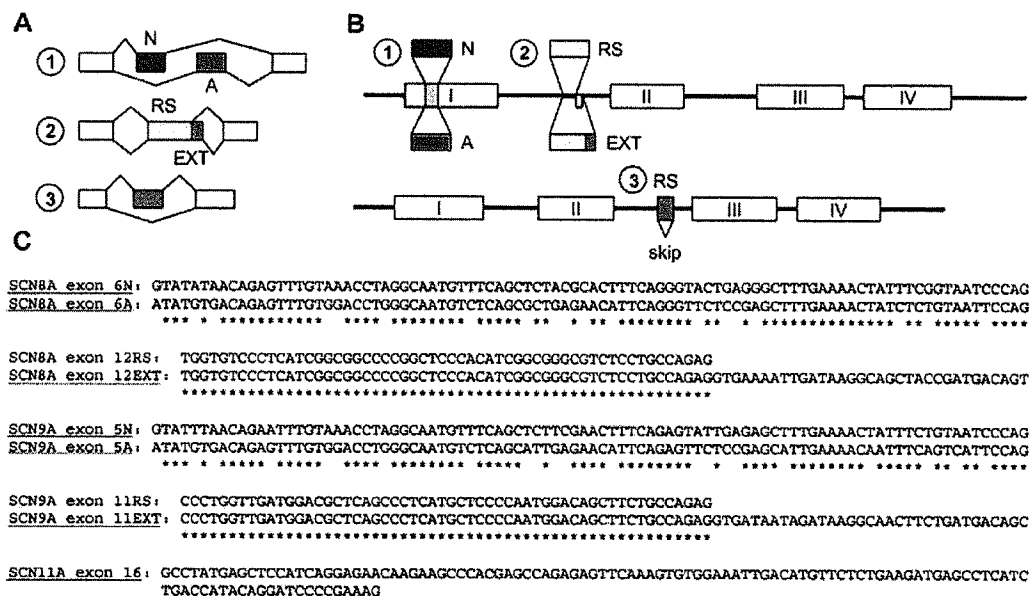 A
B
N
1
A
RS
2
EXT
3
1
N
2
RS
I
II
III
IV
A
EXT
3
RS
I
II
III
IV
skip
C
SCN8A exon 6N: GTATATAACAGAGTTTGTAAACCTAGGCAATGTTTCAGCTCTACGCACTTTCAGGGTACTGAGGGCTTTGAAAACTATTTCGGTAATCCCAG
SCN8A exon 6A: ATATGTGACAGAGTTTGTGGACCTGGGCAATGTCTCAGCGCTGAGAACATTCAGGGTTCTCCGAGCTTTGAAAACTATTTCTGTAATTCCAG
SCN8A exon 12RS: TGGTGTCCCTCATCGGCGGCCCCGGCTCCCACATCGGCGGGCGTCTCCTGCCAGAG
SCN8A exon 12EXT: TGGTGTCCCTCATCGGCGGCCCCGGCTCCCACATCGGCGGGCGTCTCCTGCCAGAGGTGAAAATTGATAAGGCAGCTACCGATGACAGT
SCN9A exon 5N: GTATTTAACAGAATTTGTAAACCTAGGCAATGTTTCAGCTCTTCGAACTTTCAGAGTATTGAGAGCTTTGAAAACTATTTCTGTAATCCCAG
SCN9A exon 5A: ATATGTGACAGAGTTTGTGGACCTGGGCAATGTCTCAGCATTGAGAACATTCAGAGTTCTCCGAGCATTGAAAACAATTTCAGTCATTCCAG
SCN9A exon 11RS: CCCTGGTTGATGGACGCTCAGCCCTCATGCTCCCCAATGGACAGCTTCTGCCAGAG
SCN9A exon 11EXT: CCCTGGTTGATGGACGCTCAGCCCTCATGCTCCCCAATGGACAGCTTCTGCCAGAGGTGATAATAGATAAGGCAACTTCTGATGACAGC
SCN11A exon 16: GCCTATGAGCTCCATCAGGAGAACAAGAAGCCCACGAGCCAGAGAGTTCAAAGTGTGGAAATTGACATGTTCTCTGAAGATGAGCCTCATC
TGACCATACAGGATCCCCGAAAG